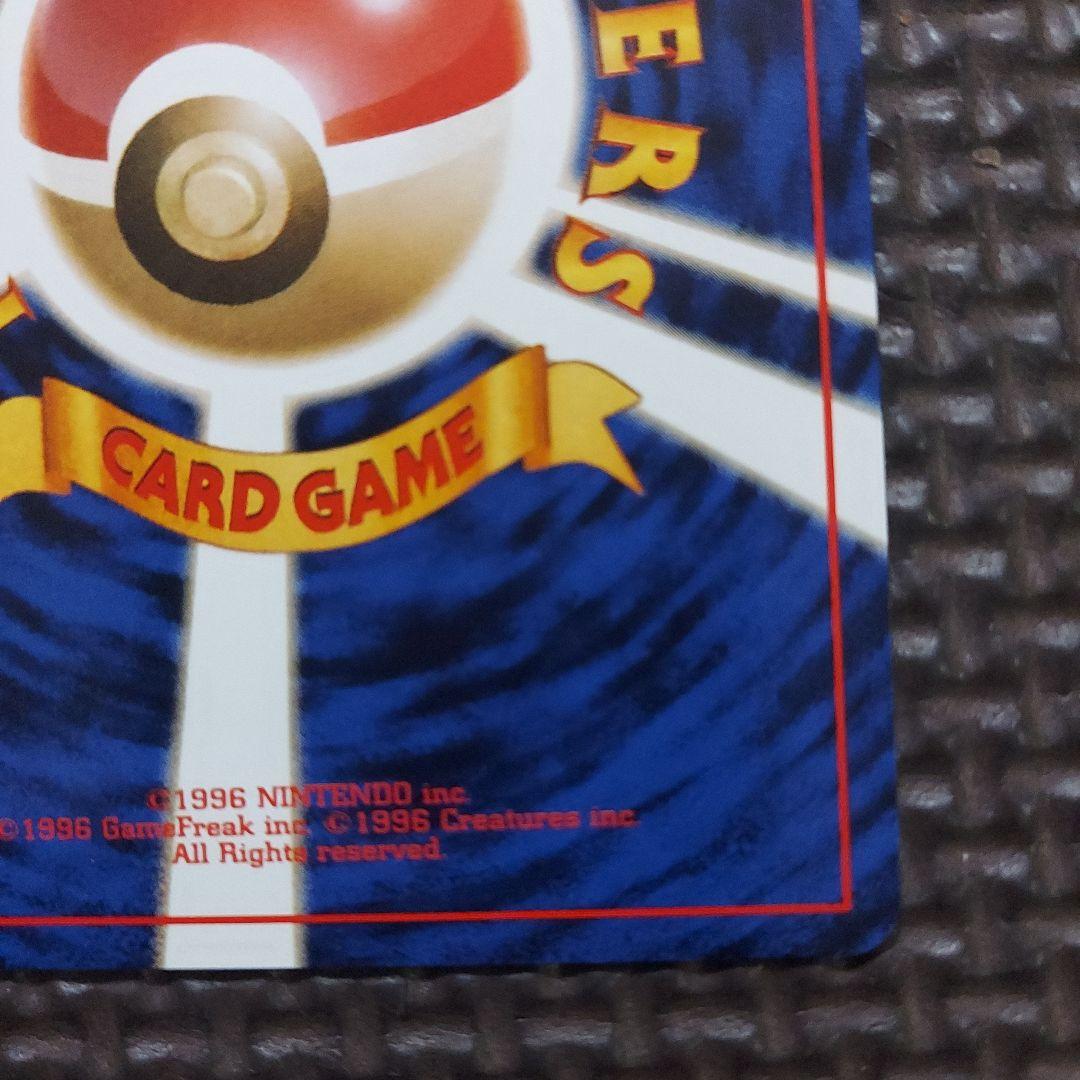 ERS
CARD GAME
©1996 NINTENDO inc.
©1996 GameFreak inc. ©1996 Creatures inc.
All Rights reserved.